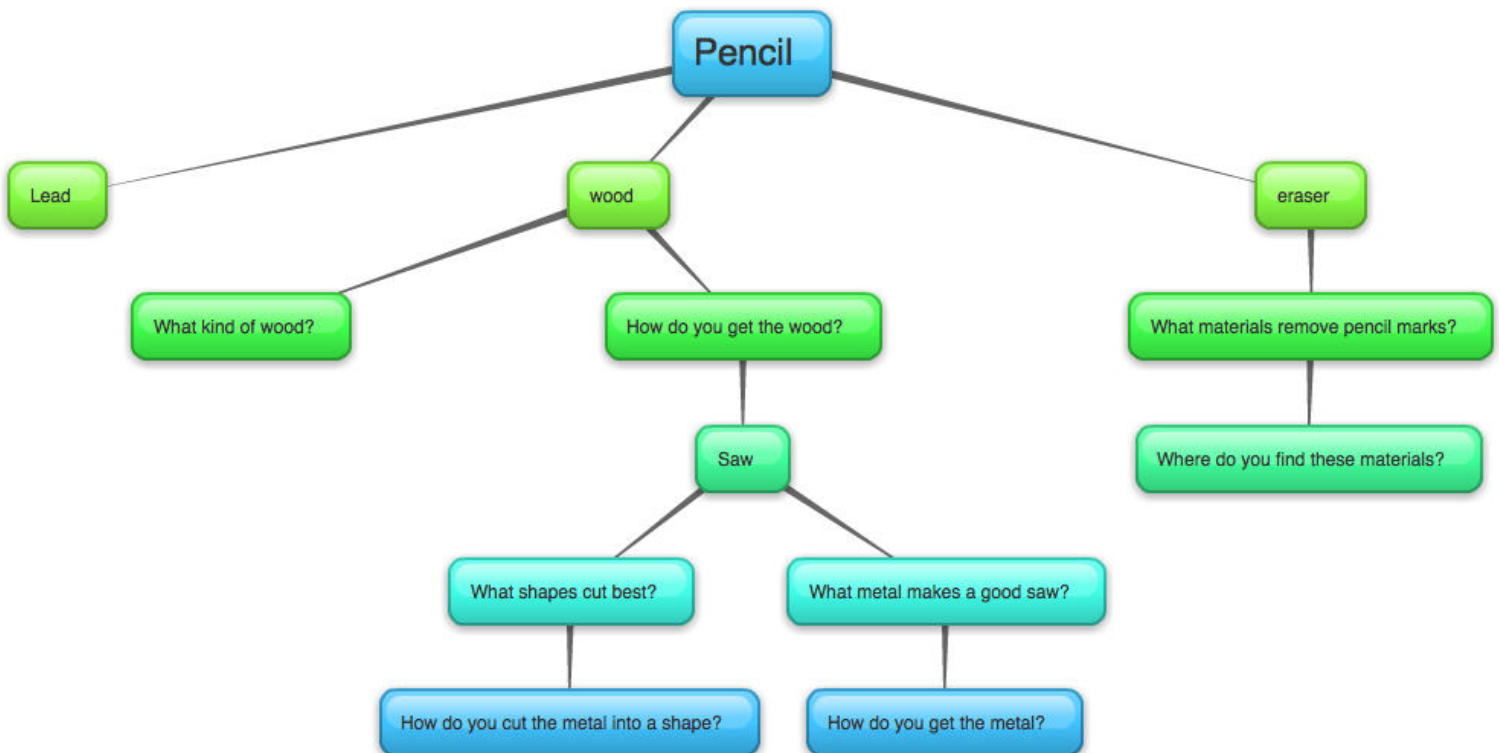 Pencil
Lead
wood
eraser
What kind of wood?
How do you get the wood?
What materials remove pencil marks?
Saw
Where do you find these materials?
What shapes cut best?
What metal makes a good saw?
How do you cut the metal into a shape?
How do you get the metal?